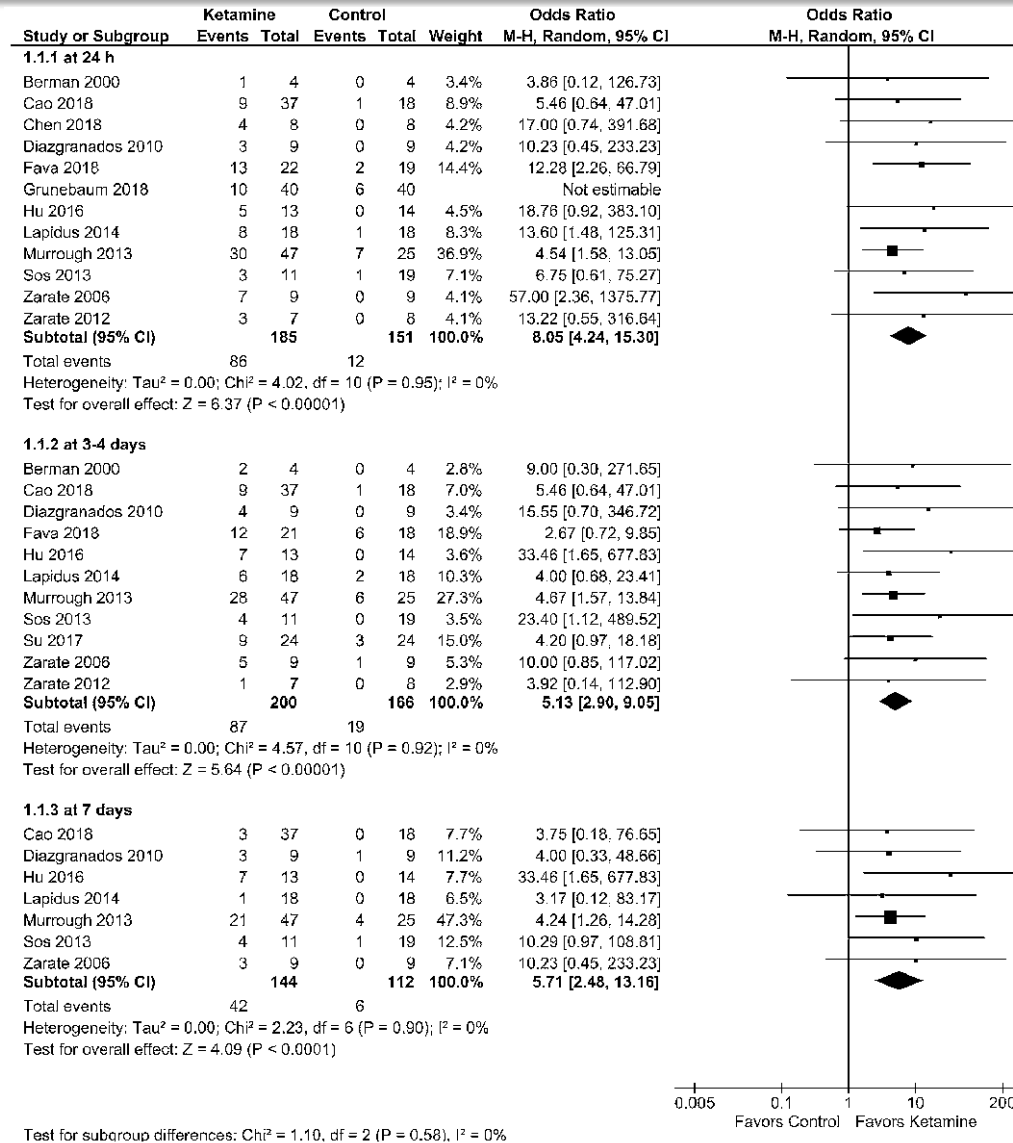 Ketamine Control Odds Ratio Odds Ratio
Study or Subgroup Events Total Events Total Weight M-H, Random, 95% CI M-H, Random, 95% CI
1.1.1 at 24 h
Berman 2000 1 4 0 4 3.4% 3.86 [0.12, 126.73]
Cao 2018 9 37 1 18 8.9% 5.46 [0.64, 47.01]
Chen 2018 4 8 0 8 4.2% 17.00 [0.74, 391.68]
Diazgranados 2010 3 9 0 9 4.2% 10.23 [0.45, 233.23]
Fava 2018 13 22 2 19 14.4% 12.28 [2.26, 66.79]
Grunebaum 2018 10 40 6 40 Not estimable
Hu 2016 5 13 0 14 4.5% 18.76 [0.92, 383.10]
Lapidus 2014 8 18 1 18 8.3% 13.60 [1.48, 125.31]
Murrough 2013 30 47 7 25 36.9% 4.54 [1.58, 13.05]
Sos 2013 3 11 1 19 7.1% 6.75 [0.61, 75.27]
Zarate 2006 7 9 0 9 4.1% 57.00 [2.36, 1375.77]
Zarate 2012 3 7 0 8 4.1% 13.22 [0.55, 316.64]
Subtotal (95% CI) 185 151 100.0% 8.05 [4.24, 15.30]
Total events 86 12
Heterogeneity: Tau² = 0.00; Chi² = 4.02, df = 10 (P = 0.95); I² = 0%
Test for overall effect: Z = 6.37 (P < 0.00001)
1.1.2 at 3-4 days
Berman 2000 2 4 0 4 2.8% 9.00 [0.30, 271.65]
Cao 2018 9 37 1 18 7.0% 5.46 [0.64, 47.01]
Diazgranados 2010 4 9 0 9 4.2% 15.55 [0.70, 346.72]
Fava 2018 12 21 6 18 18.9% 2.67 [0.72, 9.85]
Hu 2016 7 13 0 14 3.6% 33.46 [1.65, 677.83]
Lapidus 2014 6 18 2 18 10.3% 4.00 [0.68, 23.41]
Murrough 2013 28 47 6 25 27.3% 4.67 [1.57, 13.84]
Sos 2013 4 11 0 19 3.5% 23.40 [1.12, 489.52]
Su 2017 9 24 3 24 15.0% 4.20 [0.97, 18.18]
Zarate 2006 5 9 1 9 5.3% 10.00 [0.85, 117.02]
Zarate 2012 1 7 0 8 2.9% 3.92 [0.14, 112.90]
Subtotal (95% CI) 200 166 100.0% 5.13 [2.90, 9.05]
Total events 87 19
Heterogeneity: Tau² = 0.00; Chi² = 4.57, df = 10 (P = 0.92); I² = 0%
Test for overall effect: Z = 5.64 (P < 0.00001)
1.1.3 at 7 days
Cao 2018 3 37 0 18 7.7% 3.75 [0.18, 76.65]
Diazgranados 2010 3 9 1 9 11.2% 4.00 [0.33, 48.66]
Hu 2016 7 13 0 14 7.7% 33.46 [1.65, 677.83]
Lapidus 2014 1 18 0 18 6.5% 3.17 [0.12, 83.17]
Murrough 2013 21 47 4 25 47.3% 4.24 [1.26, 14.28]
Sos 2013 4 11 1 19 12.5% 10.29 [0.97, 108.81]
Zarate 2006 3 9 0 9 7.1% 10.23 [0.45, 233.23]
Subtotal (95% CI) 144 112 100.0% 5.71 [2.48, 13.16]
Total events 42 6
Heterogeneity: Tau² = 0.00; Chi² = 2.23, df = 6 (P = 0.90); I² = 0%
Test for overall effect: Z = 4.09 (P < 0.0001)
0.005 0.1 1 10 200
Favors Control Favors Ketamine
Test for subgroup differences: Chi² = 1.10, df = 2 (P = 0.58), I² = 0%